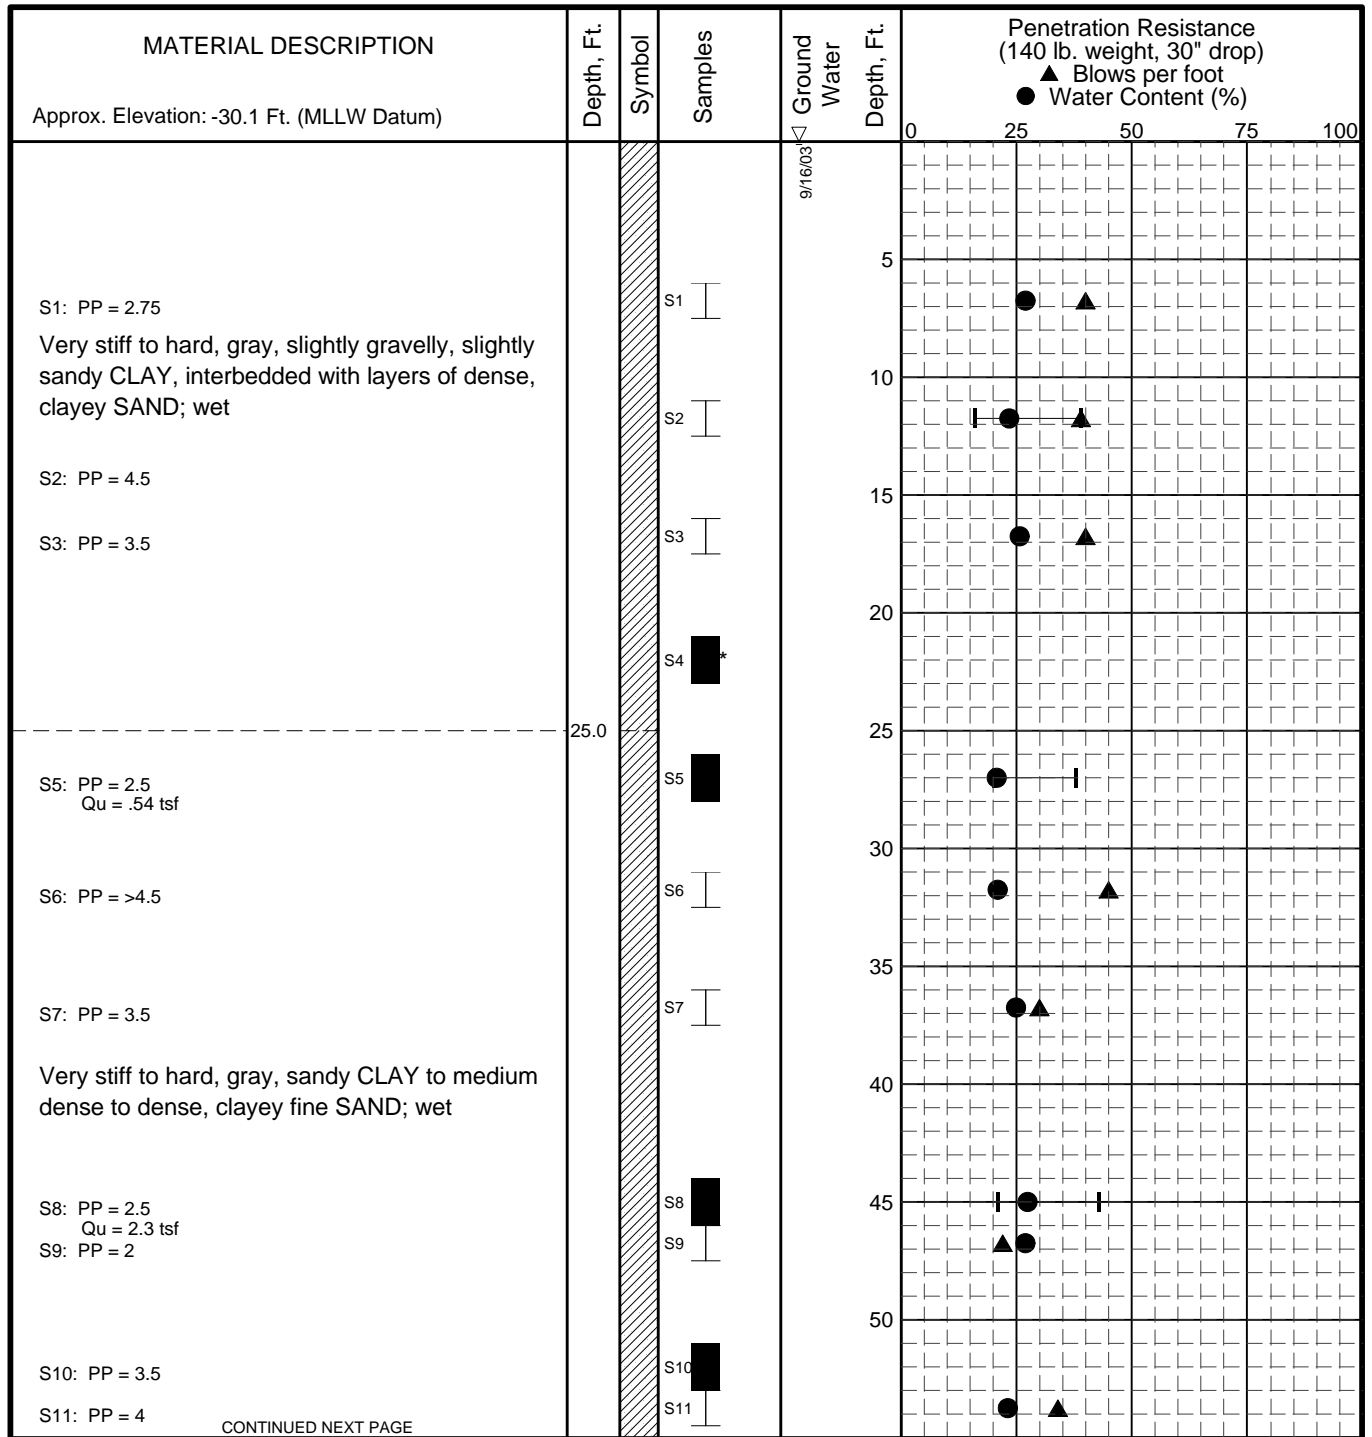 MATERIAL DESCRIPTION
Approx. Elevation: -30.1 Ft. (MLLW Datum)
Depth, Ft.
Symbol
Samples
Ground
Water
Depth, Ft.
Penetration Resistance
(140 lb. weight, 30" drop)
▲ Blows per foot
● Water Content (%)
0 25 50 75 100
9/16/03
5
S1: PP = 2.75
S1
Very stiff to hard, gray, slightly gravelly, slightly
sandy CLAY, interbedded with layers of dense,
clayey SAND; wet
10
S2
S2: PP = 4.5
15
S3: PP = 3.5
S3
20
S4 *
25.0
25
S5: PP = 2.5
Qu = .54 tsf
S5
30
S6: PP = >4.5
S6
35
S7: PP = 3.5
S7
Very stiff to hard, gray, sandy CLAY to medium
dense to dense, clayey fine SAND; wet
40
S8: PP = 2.5
Qu = 2.3 tsf
S8
45
S9: PP = 2
S9
50
S10: PP = 3.5
S10
S11: PP = 4
S11
CONTINUED NEXT PAGE